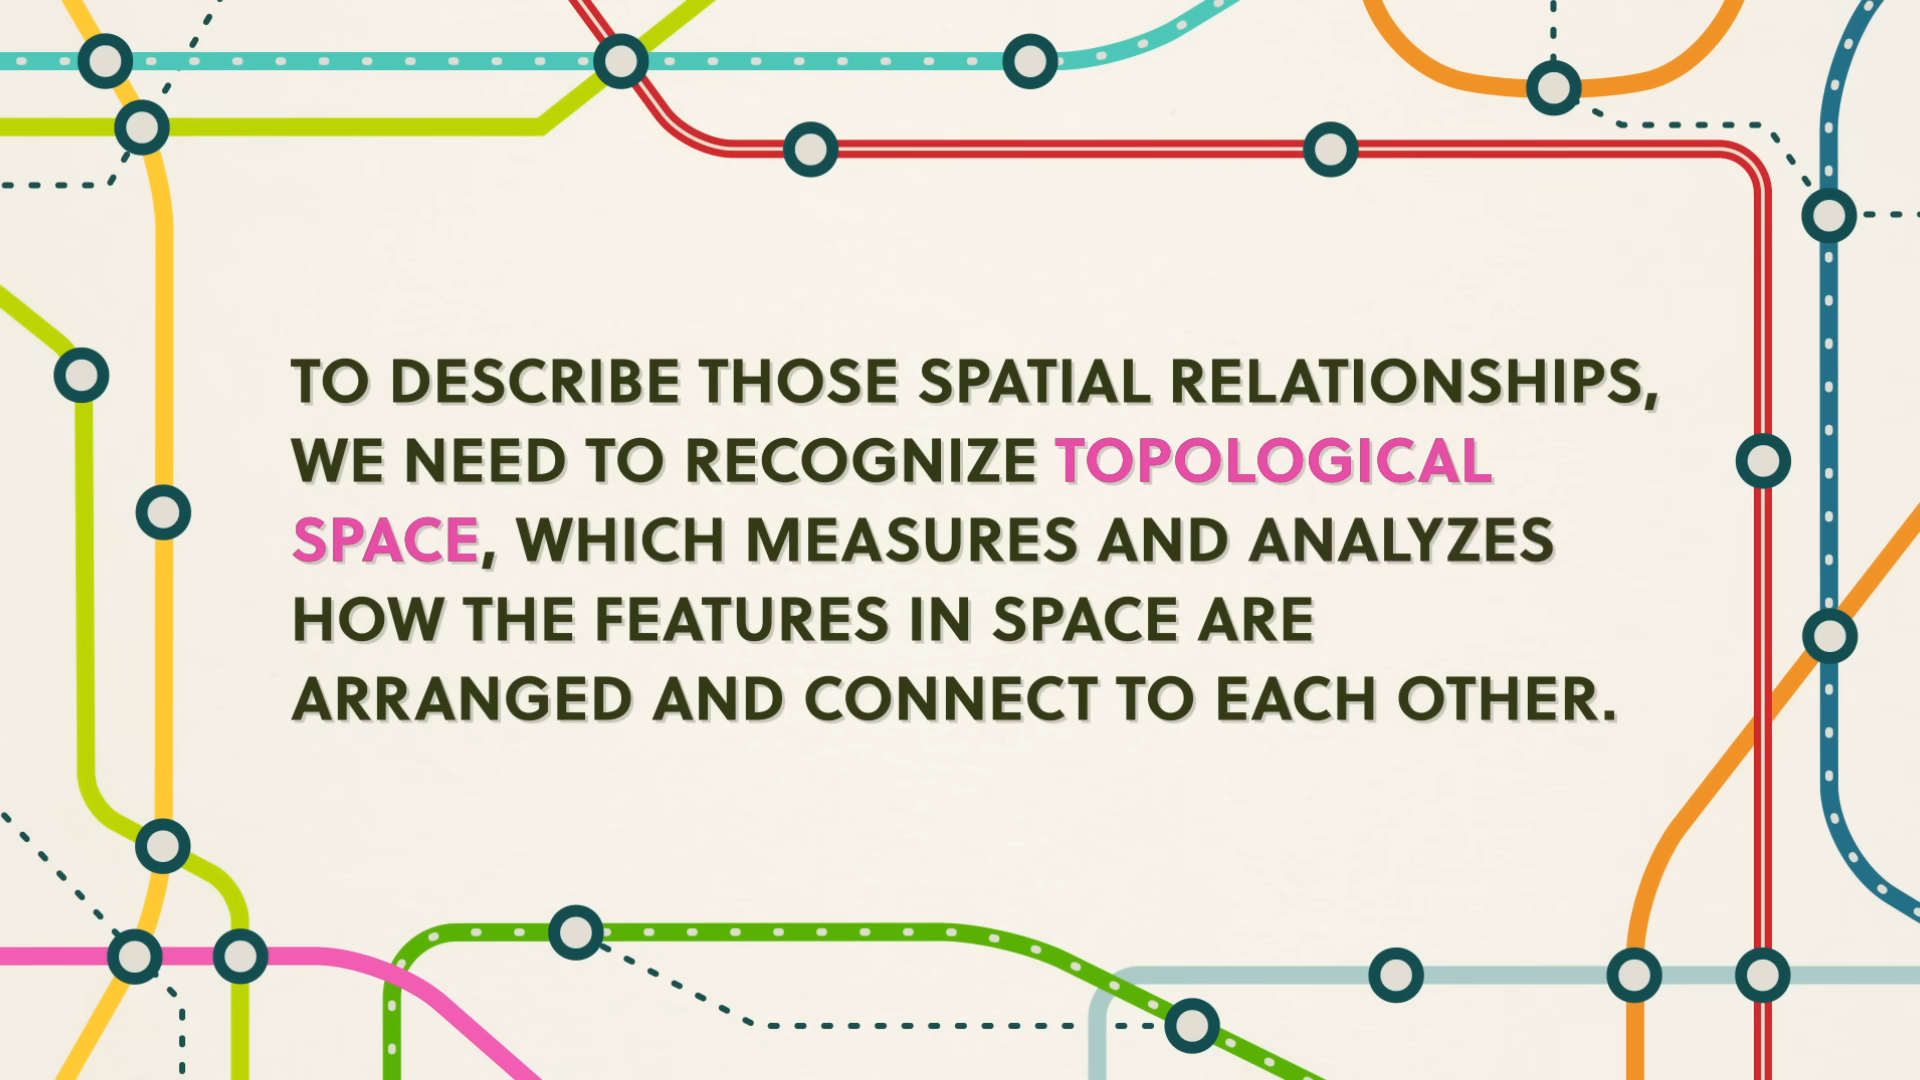 TO DESCRIBE THOSE SPATIAL RELATIONSHIPS,
WE NEED TO RECOGNIZE TOPOLOGICAL
SPACE, WHICH MEASURES AND ANALYZES
HOW THE FEATURES IN SPACE ARE
ARRANGED AND CONNECT TO EACH OTHER.